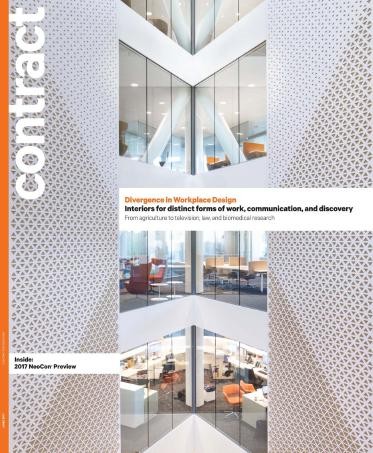 contract
Divergence in Workplace Design
Interiors for distinct forms of work, communication, and discovery
From agriculture to television, law, and biomedical research
Inside:
2017 NeoCon® Preview